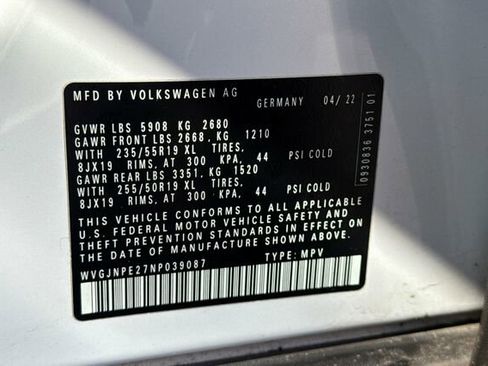 MFD BY VOLKSWAGEN AG
GERMANY 04/22
GVWR LBS 5908 KG 2680
GAWR FRONT LBS 2668, KG 1210
WITH 235/55R19 XL TIRES,
8JX19 RIMS, AT 300 KPA, 44 PSI COLD
GAWR REAR LBS 3351, KG 1520
WITH 255/50R19 XL TIRES,
8JX19 RIMS, AT 300 KPA, 44 PSI COLD
THIS VEHICLE CONFORMS TO ALL APPLICABLE
U.S. FEDERAL MOTOR VEHICLE SAFETY AND
THEFT PREVENTION STANDARDS IN EFFECT ON
THE DATE OF MANUFACTURE SHOWN ABOVE.
WVGJNPE27NP039087 TYPE: MPV
0930836 3751 01